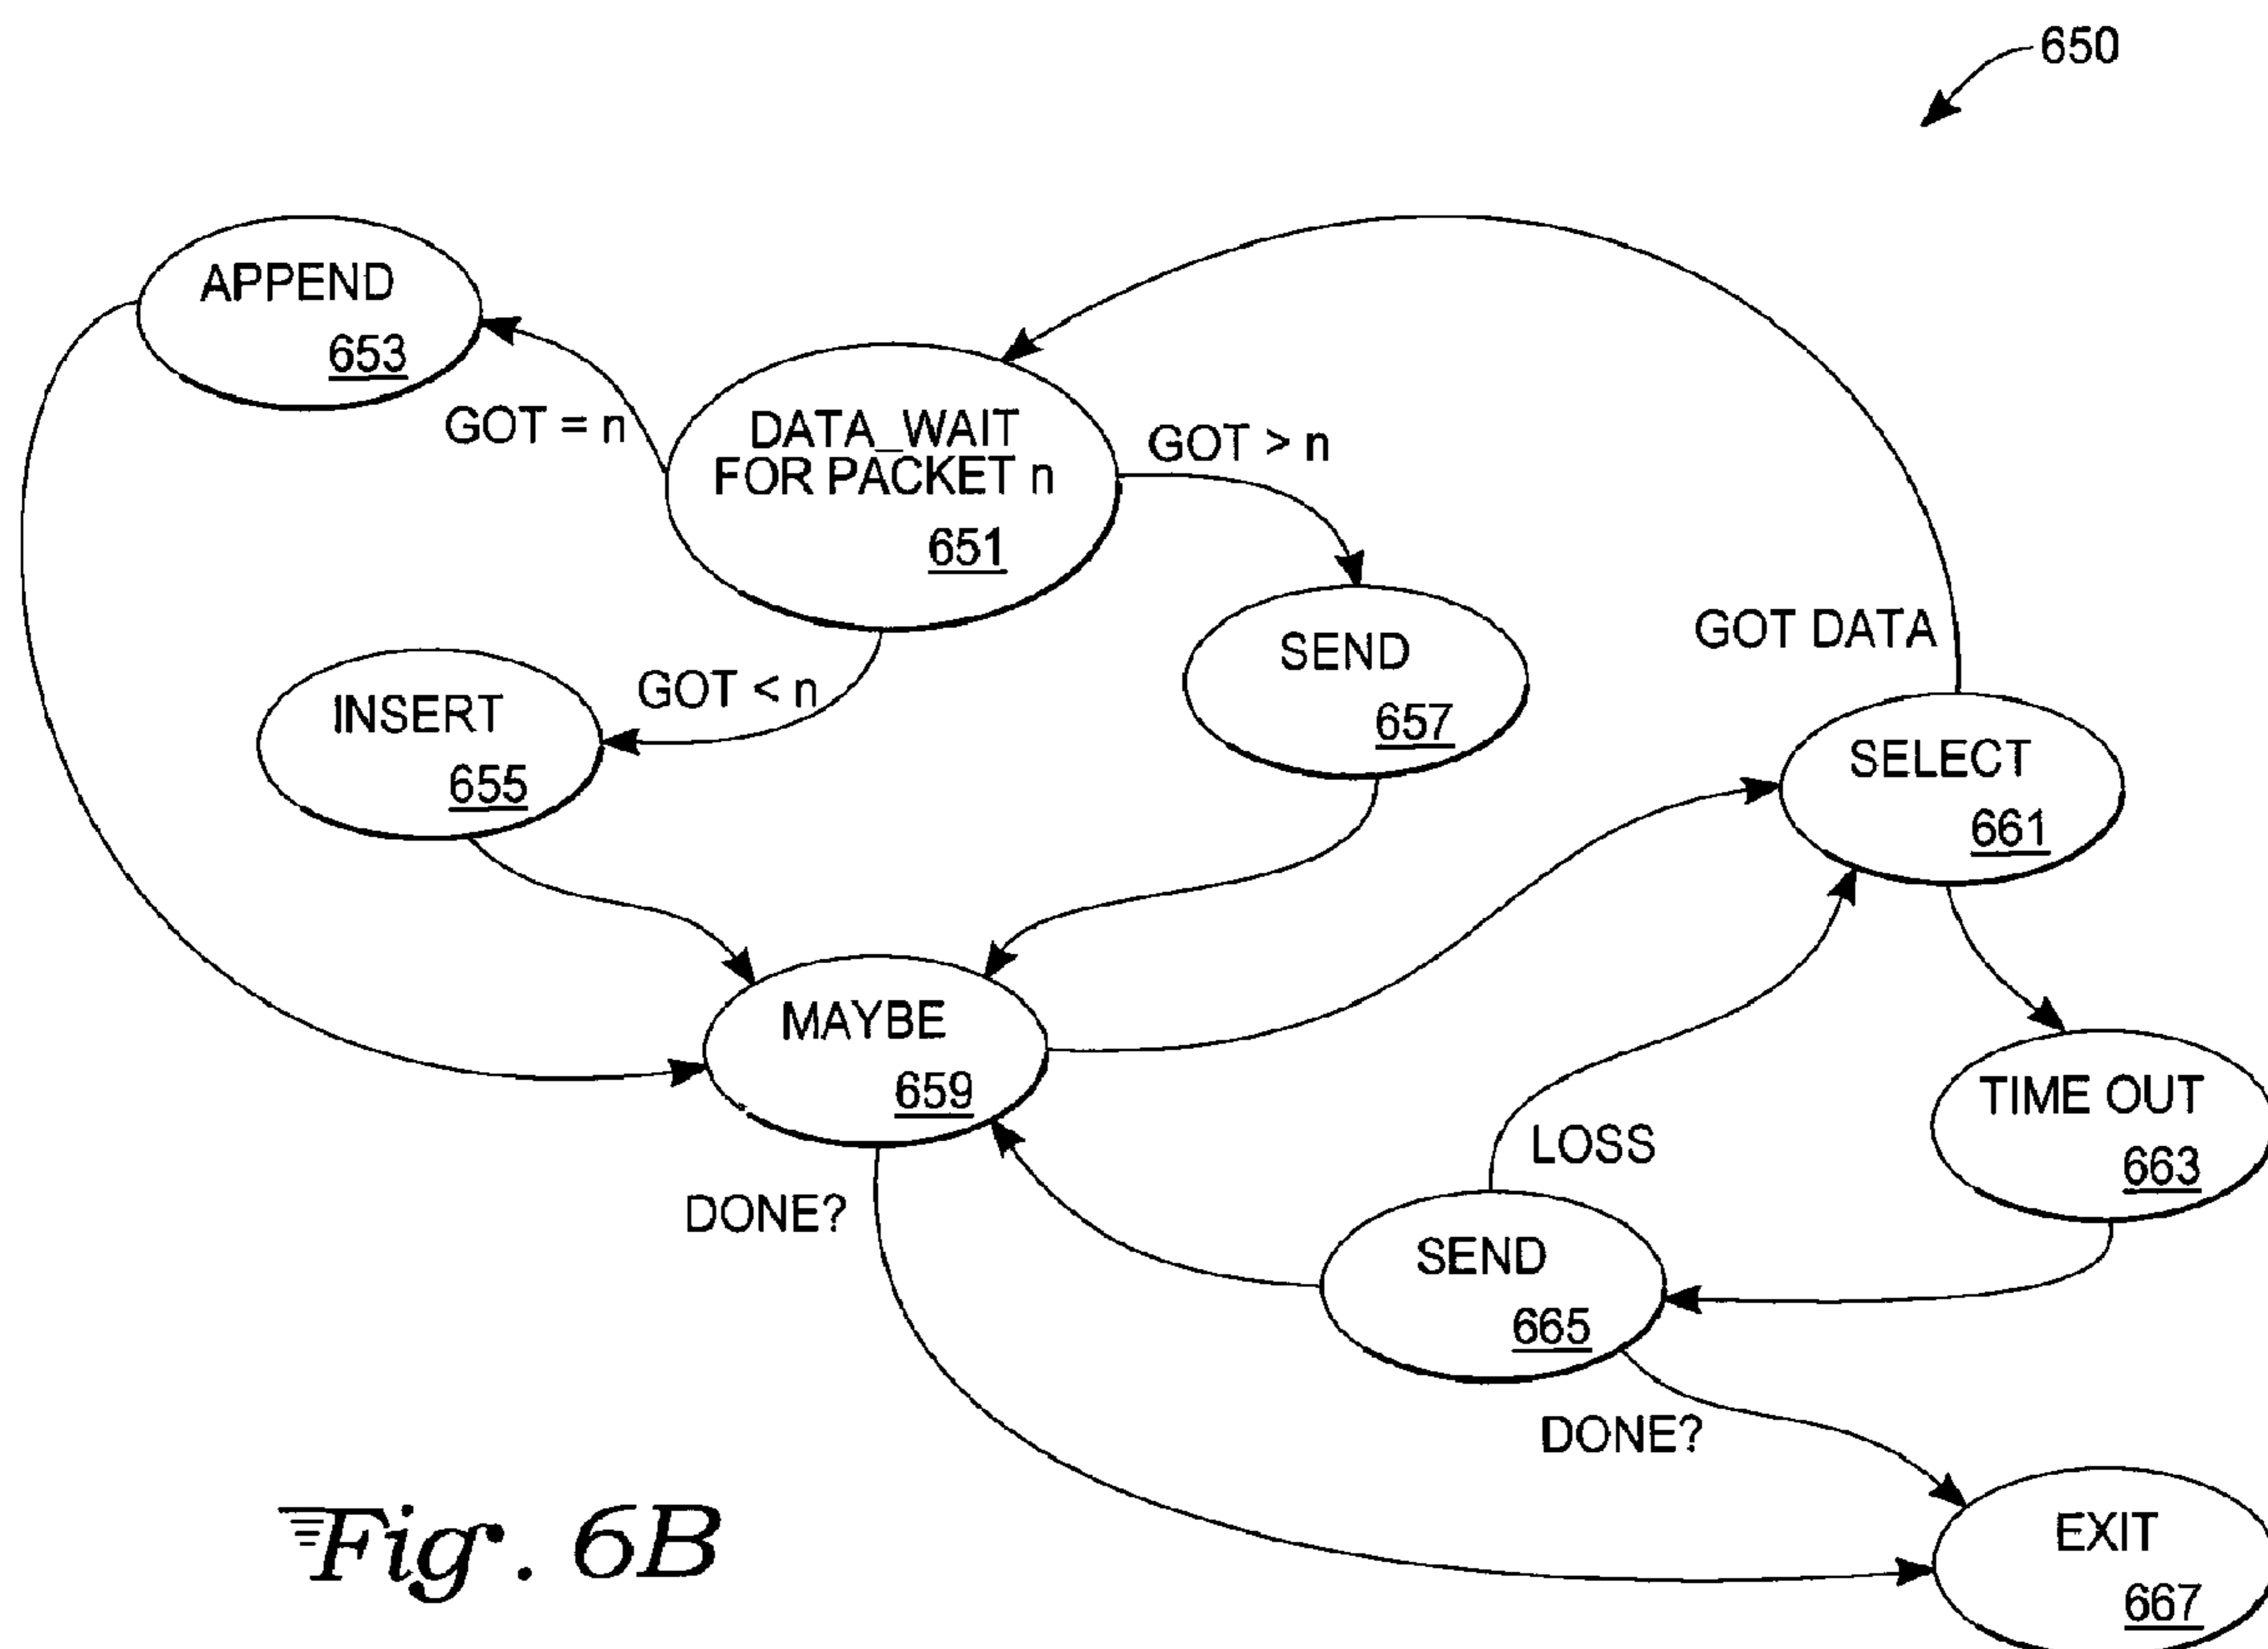 650
APPEND
653
GOT = n
DATA_WAIT
FOR PACKET n
651
GOT > n
GOT < n
INSERT
655
SEND
657
GOT DATA
SELECT
661
MAYBE
659
TIME OUT
663
LOSS
DONE?
SEND
665
DONE?
EXIT
667
Fig. 6B